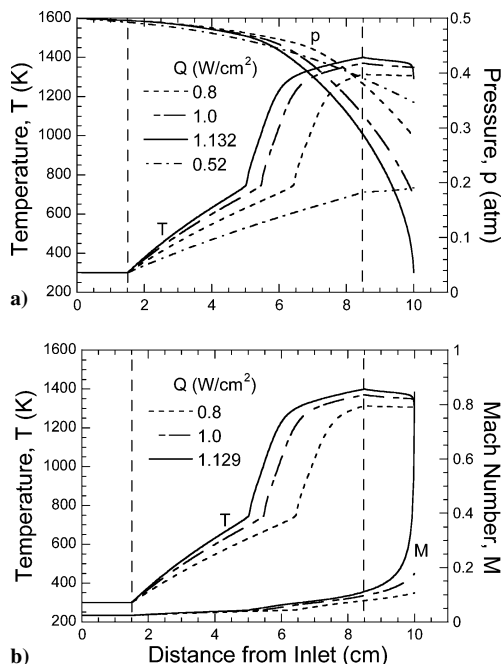 a)
1600
1400
1200
1000
800
600
400
200
Temperature, T (K)
Q (W/cm²)
0.8
1.0
1.132
0.52
T
p
0.5
0.4
0.3
0.2
0.1
0
Pressure, p (atm)
0 2 4 6 8 10
b)
1600
1400
1200
1000
800
600
400
200
Temperature, T (K)
Q (W/cm²)
0.8
1.0
1.129
T
M
1
0.8
0.6
0.4
0.2
0
Mach Number, M
0 2 4 6 8 10
Distance from Inlet (cm)